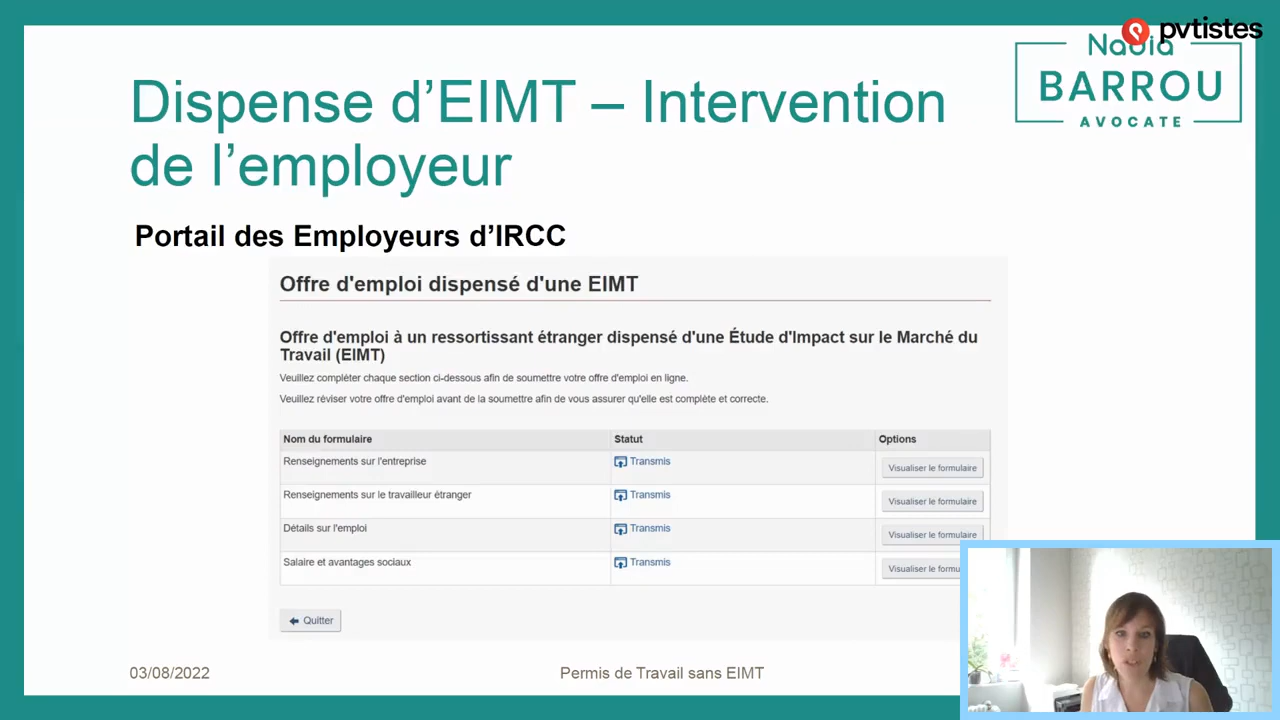 pvtistes
Nadia
BARROU
AVOCATE
Dispense d’EIMT – Intervention
de l’employeur
Portail des Employeurs d’IRCC
Offre d'emploi dispensé d'une EIMT
Offre d'emploi à un ressortissant étranger dispensé d'une Étude d'Impact sur le Marché du
Travail (EIMT)
Veuillez compléter chaque section ci-dessous afin de soumettre votre offre d'emploi en ligne.
Veuillez réviser votre offre d'emploi avant de la soumettre afin de vous assurer qu'elle est complète et correcte.
Nom du formulaire Statut Options
Renseignements sur l'entreprise Transmis Visualiser le formulaire
Renseignements sur le travailleur étranger Transmis Visualiser le formulaire
Détails sur l'emploi Transmis Visualiser le formulaire
Salaire et avantages sociaux Transmis Visualiser le formu
Quitter
03/08/2022 Permis de Travail sans EIMT